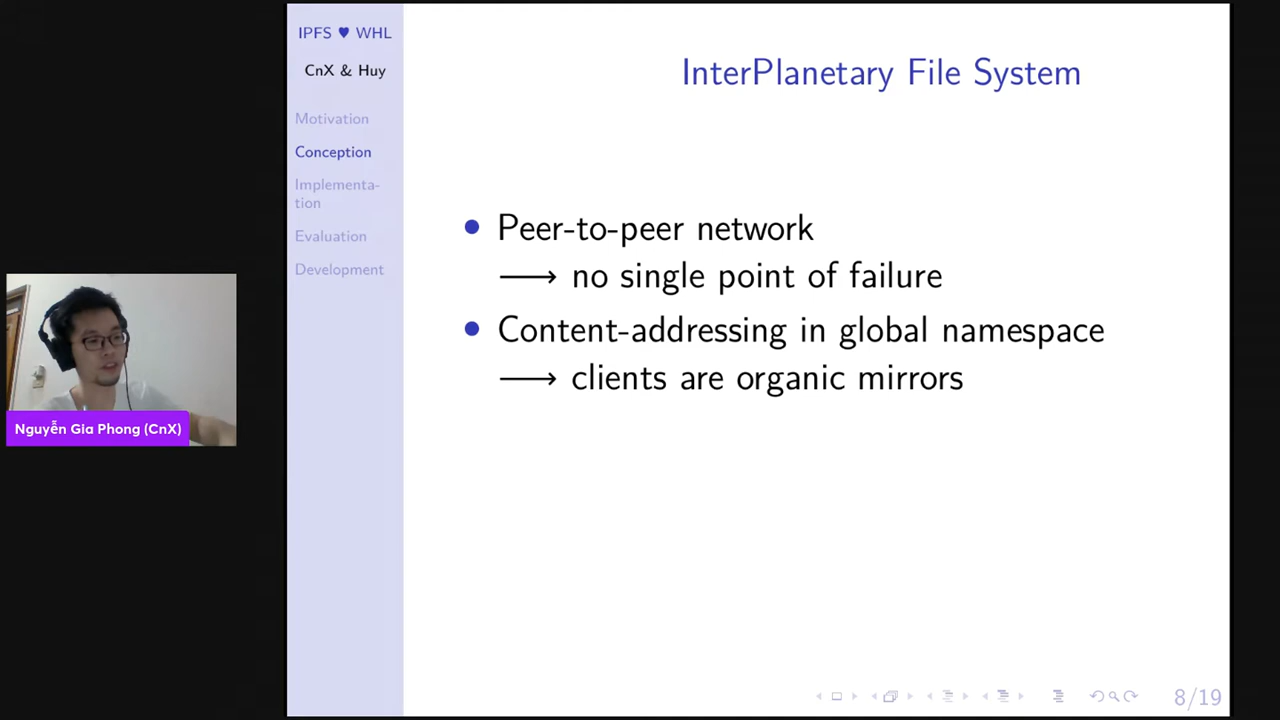 IPFS ♥ WHL
CnX & Huy
Motivation
Conception
Implementa-
tion
Evaluation
Development
InterPlanetary File System
• Peer-to-peer network
⟶ no single point of failure
• Content-addressing in global namespace
⟶ clients are organic mirrors
8/19
Nguyễn Gia Phong (CnX)